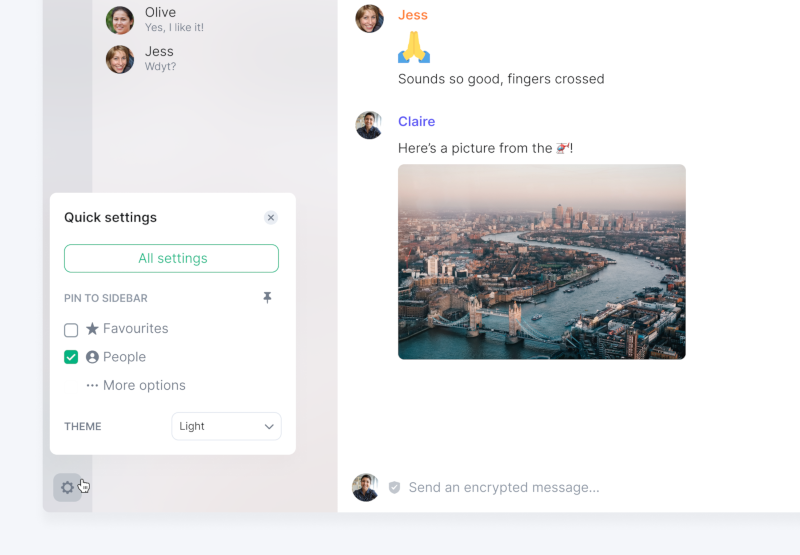 Olive
Yes, I like it!
Jess
Wdyt?
Quick settings
All settings
PIN TO SIDEBAR
Favourites
People
More options
THEME
Light
Jess
🙏
Sounds so good, fingers crossed
Claire
Here’s a picture from the 🚁!
Send an encrypted message…